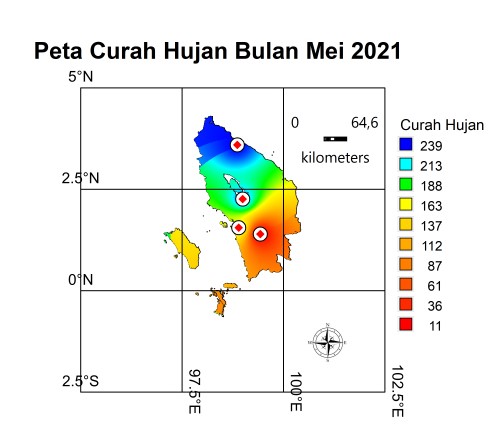 Peta Curah Hujan Bulan Mei 2021
5°N
0 64,6
kilometers
Curah Hujan
239
213
188
163
137
112
87
61
36
11
2.5°N
0°N
2.5°S
97.5°E
100°E
102.5°E